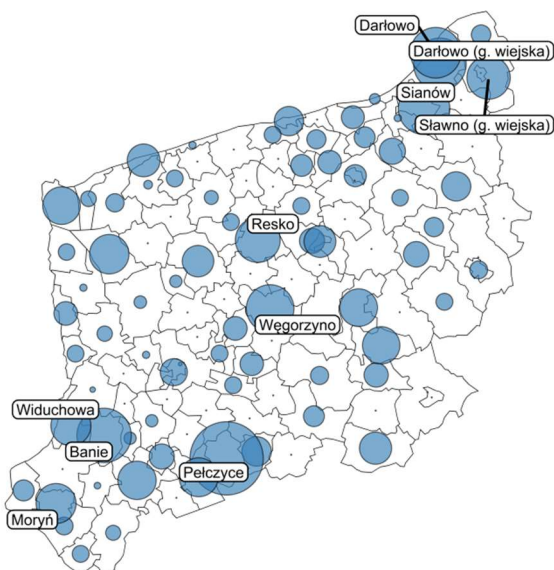 Darłowo
Darłowo (g. wiejska)
Sianów
Sławno (g. wiejska)
Resko
Węgorzyno
Widuchowa
Banie
Pełczyce
Moryń